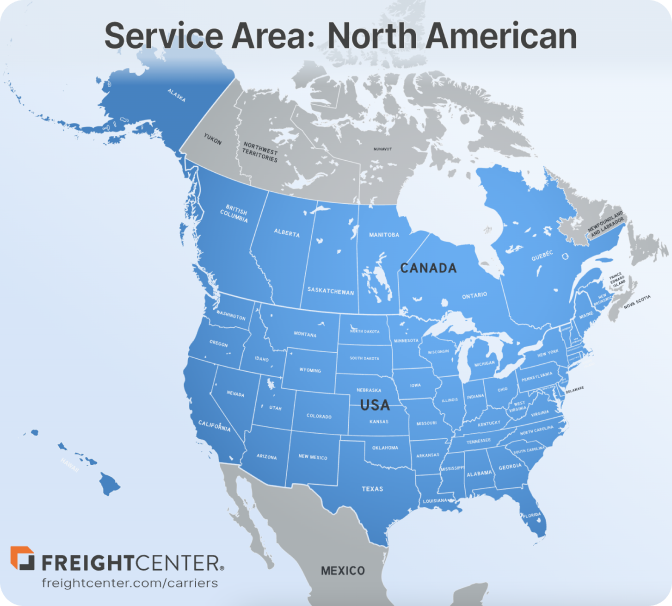 Service Area: North American
ALASKA
YUKON
NORTHWEST
TERRITORIES
NUNAVUT
BRITISH
COLUMBIA
ALBERTA
SASKATCHEWAN
MANITOBA
CANADA
ONTARIO
QUÉBEC
NEWFOUNDLAND
AND LABRADOR
PRINCE
EDWARD
ISLAND
NOVA SCOTIA
NEW
BRUNSWICK
MAINE
WASHINGTON
OREGON
IDAHO
MONTANA
WYOMING
NORTH DAKOTA
SOUTH DAKOTA
MINNESOTA
WISCONSIN
MICHIGAN
NEW YORK
PENNSYLVANIA
NEBRASKA
IOWA
ILLINOIS
INDIANA
OHIO
WEST
VIRGINIA
VIRGINIA
DELAWARE
NEVADA
UTAH
COLORADO
USA
KANSAS
MISSOURI
KENTUCKY
CALIFORNIA
ARIZONA
NEW MEXICO
OKLAHOMA
ARKANSAS
TENNESSEE
NORTH CAROLINA
SOUTH CAROLINA
TEXAS
LOUISIANA
MISSISSIPPI
ALABAMA
GEORGIA
FLORIDA
MEXICO
FREIGHTCENTER®
freightcenter.com/carriers